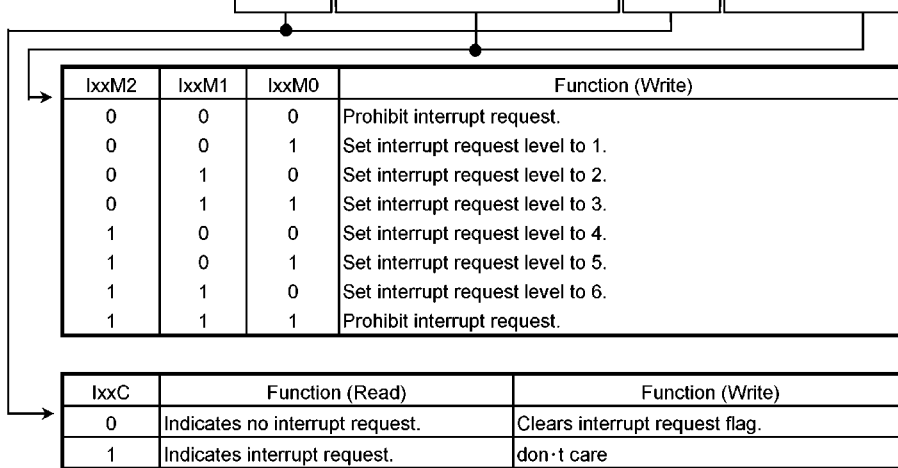 IxxM2 IxxM1 IxxM0 Function (Write)
0 0 0 Prohibit interrupt request.
0 0 1 Set interrupt request level to 1.
0 1 0 Set interrupt request level to 2.
0 1 1 Set interrupt request level to 3.
1 0 0 Set interrupt request level to 4.
1 0 1 Set interrupt request level to 5.
1 1 0 Set interrupt request level to 6.
1 1 1 Prohibit interrupt request.
IxxC Function (Read) Function (Write)
0 Indicates no interrupt request. Clears interrupt request flag.
1 Indicates interrupt request. don·t care